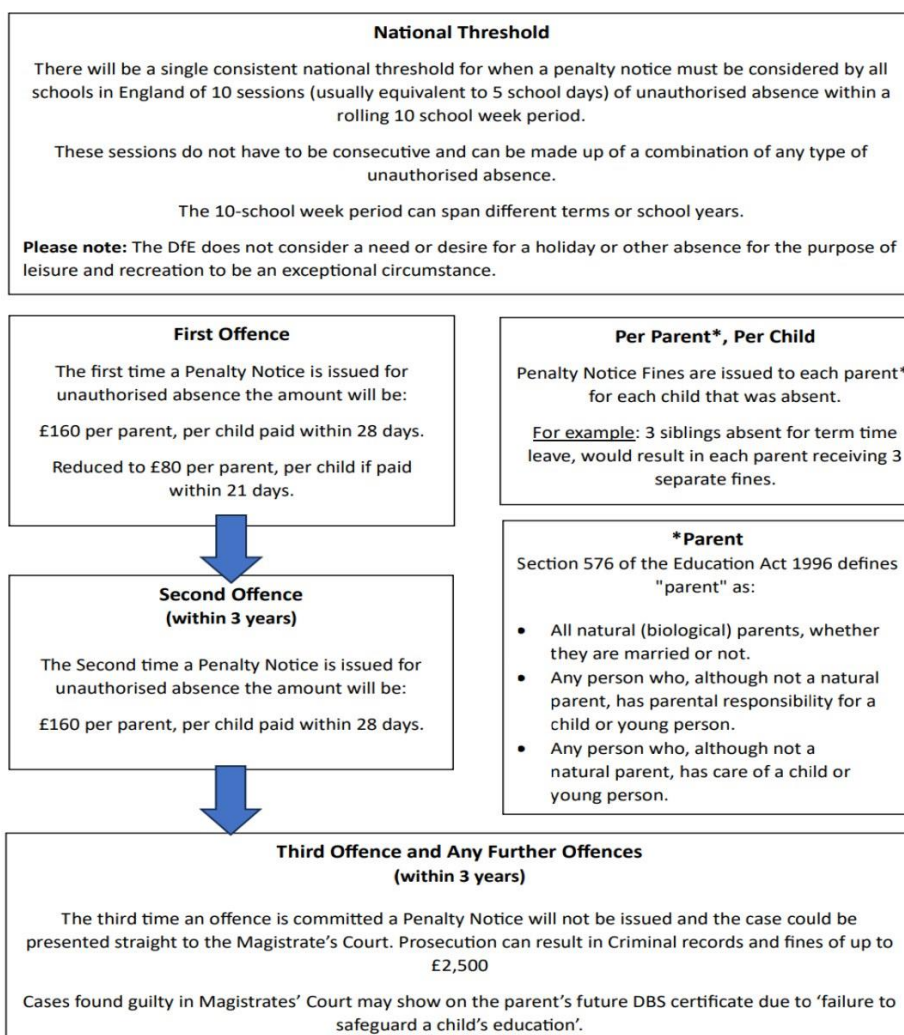 National Threshold
There will be a single consistent national threshold for when a penalty notice must be considered by all
schools in England of 10 sessions (usually equivalent to 5 school days) of unauthorised absence within a
rolling 10 school week period.
These sessions do not have to be consecutive and can be made up of a combination of any type of
unauthorised absence.
The 10-school week period can span different terms or school years.
Please note: The DfE does not consider a need or desire for a holiday or other absence for the purpose of
leisure and recreation to be an exceptional circumstance.
First Offence
The first time a Penalty Notice is issued for
unauthorised absence the amount will be:
£160 per parent, per child paid within 28 days.
Reduced to £80 per parent, per child if paid
within 21 days.
Per Parent*, Per Child
Penalty Notice Fines are issued to each parent*
for each child that was absent.
For example: 3 siblings absent for term time
leave, would result in each parent receiving 3
separate fines.
Second Offence
(within 3 years)
The Second time a Penalty Notice is issued for
unauthorised absence the amount will be:
£160 per parent, per child paid within 28 days.
*Parent
Section 576 of the Education Act 1996 defines
"parent" as:
• All natural (biological) parents, whether
they are married or not.
• Any person who, although not a natural
parent, has parental responsibility for a
child or young person.
• Any person who, although not a
natural parent, has care of a child or
young person.
Third Offence and Any Further Offences
(within 3 years)
The third time an offence is committed a Penalty Notice will not be issued and the case could be
presented straight to the Magistrate's Court. Prosecution can result in Criminal records and fines of up to
£2,500
Cases found guilty in Magistrates' Court may show on the parent's future DBS certificate due to 'failure to
safeguard a child's education'.